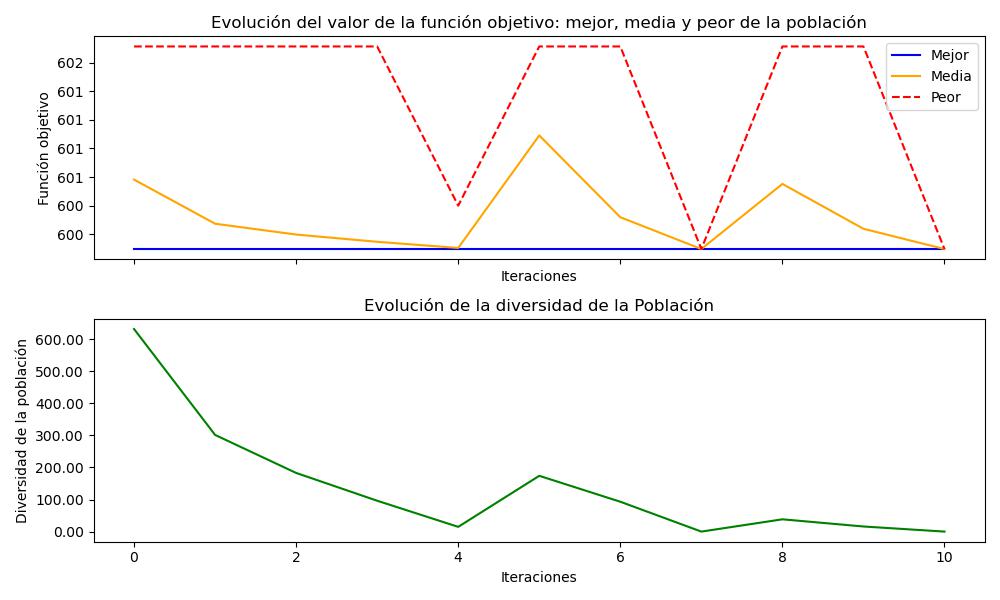 Evolución del valor de la función objetivo: mejor, media y peor de la población
Función objetivo
602
601
601
601
601
600
600
Mejor
Media
Peor
Iteraciones
Evolución de la diversidad de la Población
Diversidad de la población
600.00
500.00
400.00
300.00
200.00
100.00
0.00
0 2 4 6 8 10
Iteraciones